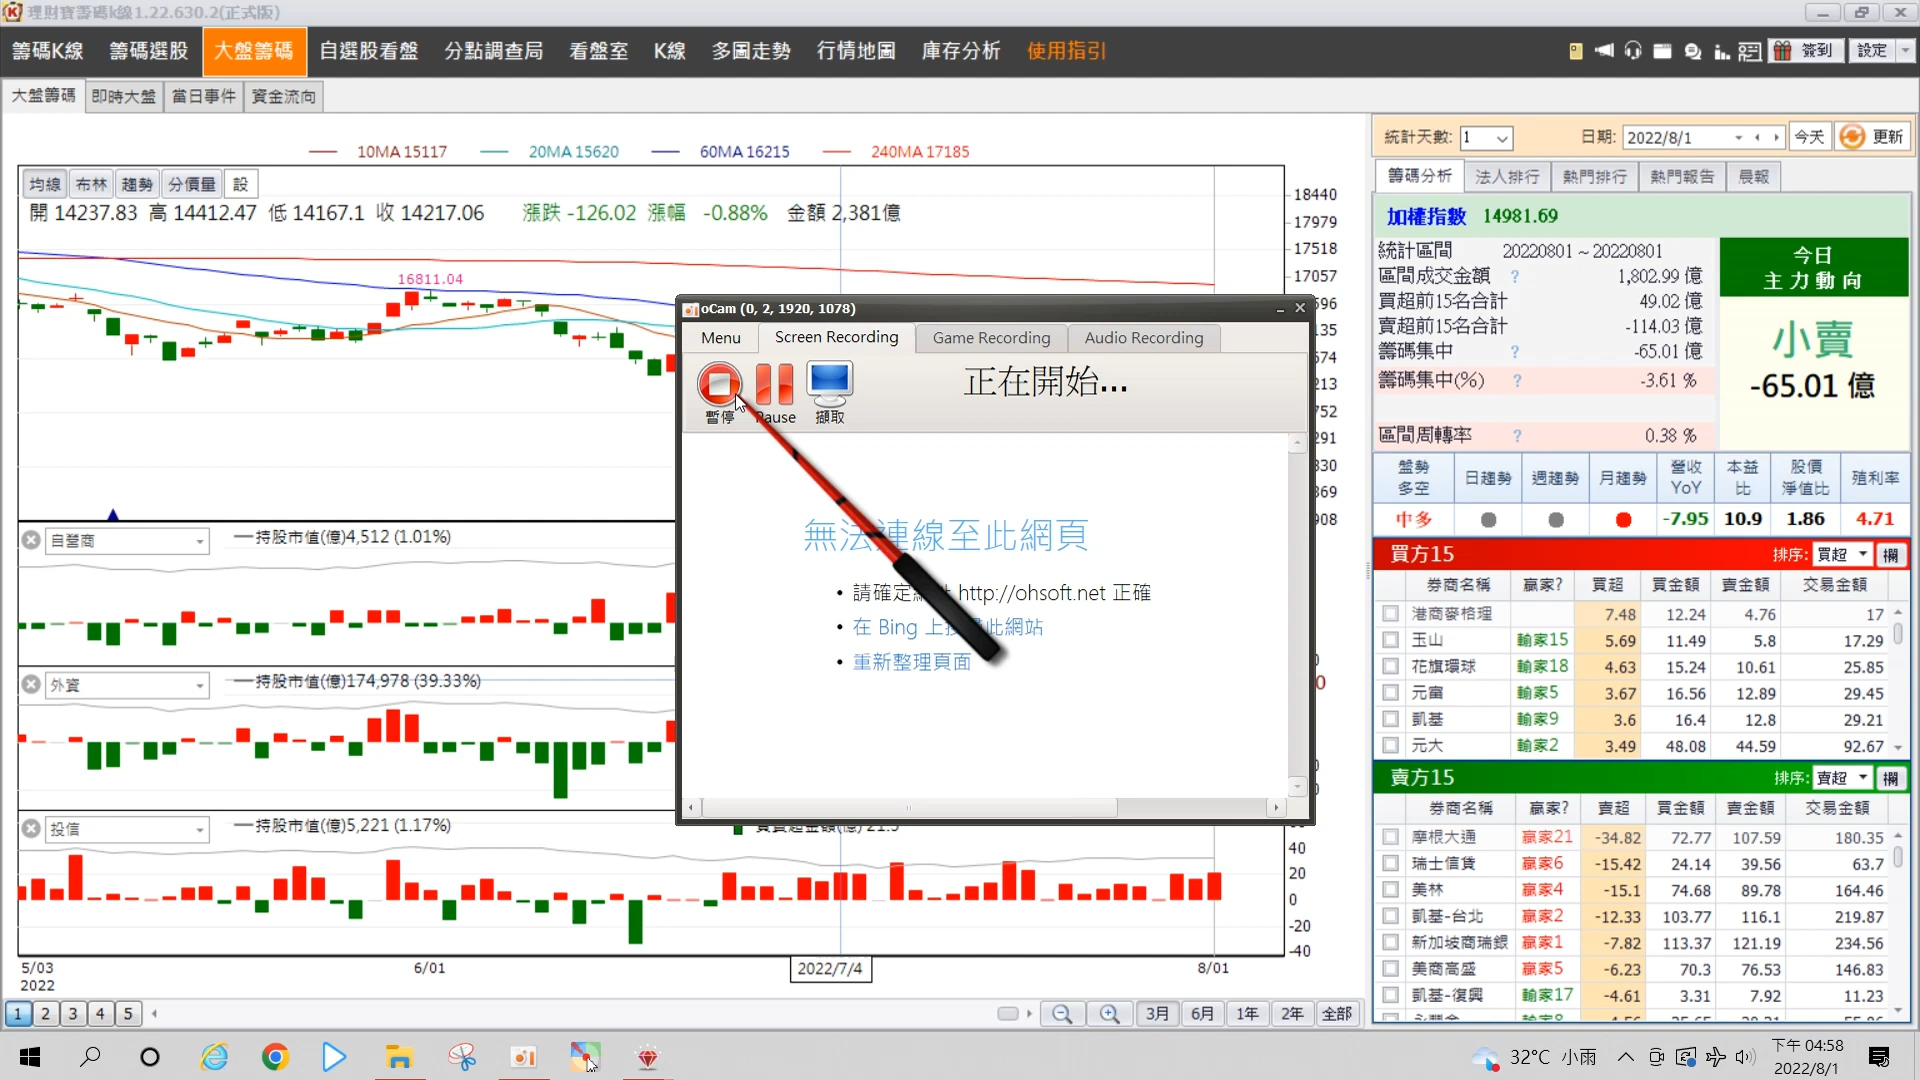 理財寶籌碼k線1.22.630.2(正式版)
籌碼K線 籌碼選股 大盤籌碼 自選股看盤 分點調查局 看盤室 K線 多圖走勢 行情地圖 庫存分析 使用指引 簽到 設定
大盤籌碼 即時大盤 當日事件 資金流向
10MA 15117 20MA 15620 60MA 16215 240MA 17185
均線 布林 趨勢 分價量 設
開 14237.83 高 14412.47 低 14167.1 收 14217.06 漲跌 -126.02 漲幅 -0.88% 金額 2,381億
16811.04
18440
17979
17518
17057
596
135
674
213
752
291
330
369
908
自營商 持股市值(億)4,512 (1.01%)
外資 持股市值(億)174,978 (39.33%)
投信 持股市值(億)5,221 (1.17%)
40
20
0
-20
-40
5/03 6/01 2022/7/4 8/01
2022
1 2 3 4 5 3月 6月 1年 2年 全部
oCam (0, 2, 1920, 1078)
Menu Screen Recording Game Recording Audio Recording
正在開始...
暫停 Pause 擷取
無法連線至此網頁
• 請確定 http://ohsoft.net 正確
• 在 Bing 上 此網站
• 重新整理頁面
統計天數: 1 日期: 2022/8/1 今天 更新
籌碼分析 法人排行 熱門排行 熱門報告 晨報
加權指數 14981.69
統計區間 20220801 ~ 20220801
區間成交金額 ? 1,802.99 億
買超前15名合計 49.02 億
賣超前15名合計 -114.03 億
籌碼集中 ? -65.01 億
籌碼集中(%) ? -3.61 %
區間周轉率 ? 0.38 %
今日
主力動向
小賣
-65.01 億
盤勢多空 日趨勢 週趨勢 月趨勢 營收YoY 本益比 股價淨值比 殖利率
中多 -7.95 10.9 1.86 4.71
買方15 排序: 買超 欄
券商名稱 贏家? 買超 買金額 賣金額 交易金額
港商麥格理 7.48 12.24 4.76 17
玉山 輸家15 5.69 11.49 5.8 17.29
花旗環球 輸家18 4.63 15.24 10.61 25.85
元富 輸家5 3.67 16.56 12.89 29.45
凱基 輸家9 3.6 16.4 12.8 29.21
元大 輸家2 3.49 48.08 44.59 92.67
賣方15 排序: 賣超 欄
券商名稱 贏家? 賣超 買金額 賣金額 交易金額
摩根大通 贏家21 -34.82 72.77 107.59 180.35
瑞士信貸 贏家6 -15.42 24.14 39.56 63.7
美林 贏家4 -15.1 74.68 89.78 164.46
凱基-台北 贏家2 -12.33 103.77 116.1 219.87
新加坡商瑞銀 贏家1 -7.82 113.37 121.19 234.56
美商高盛 贏家5 -6.23 70.3 76.53 146.83
凱基-復興 輸家17 -4.61 3.31 7.92 11.23
32°C 小雨 下午 04:58
2022/8/1